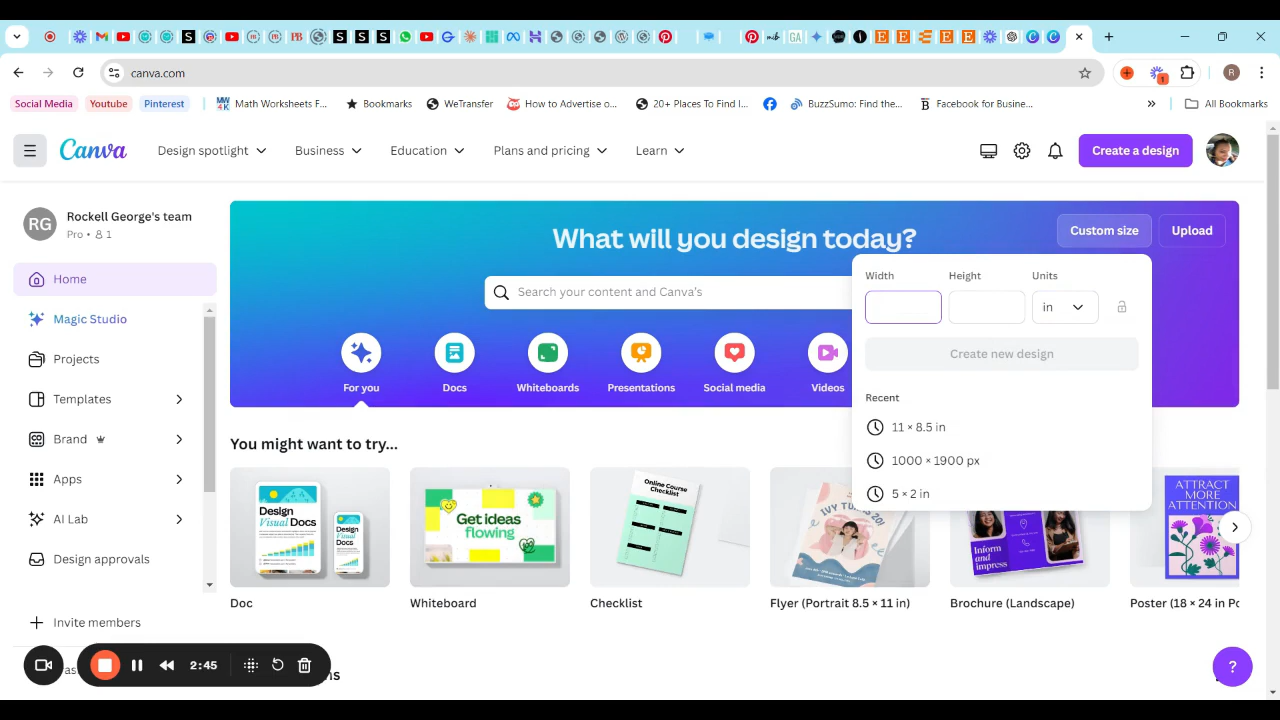 canva.com
Social Media
Youtube
Pinterest
Math Worksheets F...
Bookmarks
WeTransfer
How to Advertise o...
20+ Places To Find I...
BuzzSumo: Find the...
Facebook for Busine...
All Bookmarks
Canva
Design spotlight
Business
Education
Plans and pricing
Learn
Create a design
RG
Rockell George's team
Pro • 1
Home
Magic Studio
Projects
Templates
Brand
Apps
AI Lab
Design approvals
Invite members
What will you design today?
Custom size
Upload
Search your content and Canva's
For you
Docs
Whiteboards
Presentations
Social media
Videos
Width
Height
Units
in
Create new design
Recent
11 × 8.5 in
1000 × 1900 px
5 × 2 in
You might want to try...
Design
Visual Docs
Design
Visual Docs
Get ideas
flowing
Online Course
Checklist
IVY TURNS 20!
Inform
and
impress
ATTRACT
MORE
ATTENTION
Doc
Whiteboard
Checklist
Flyer (Portrait 8.5 × 11 in)
Brochure (Landscape)
Poster (18 × 24 in Po
2:45
?